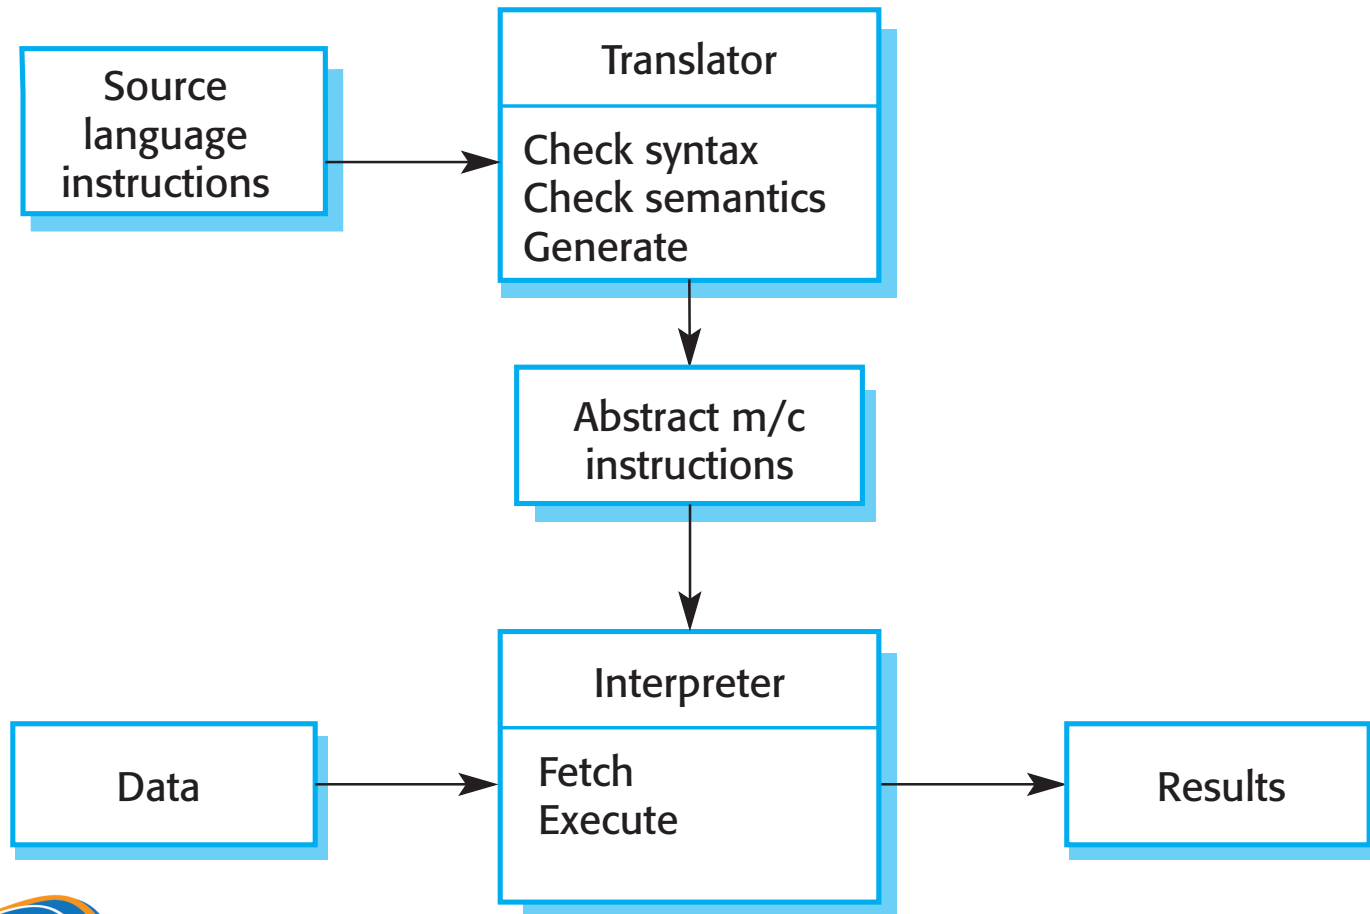 Source
language
instructions
Translator
Check syntax
Check semantics
Generate
Abstract m/c
instructions
Data
Interpreter
Fetch
Execute
Results